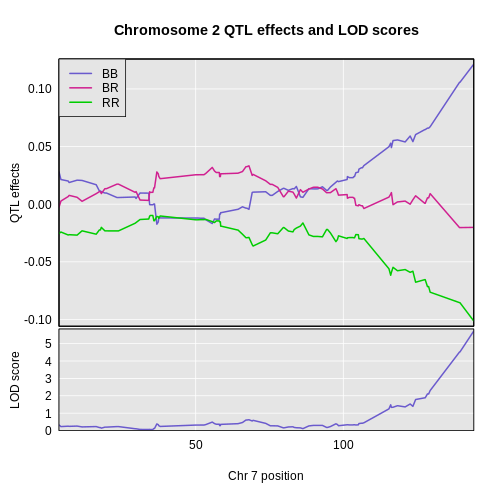 Chromosome 2 QTL effects and LOD scores
BB
BR
RR
QTL effects
0.10
0.05
0.00
-0.05
-0.10
LOD score
5
4
3
2
1
0
50
100
Chr 7 position